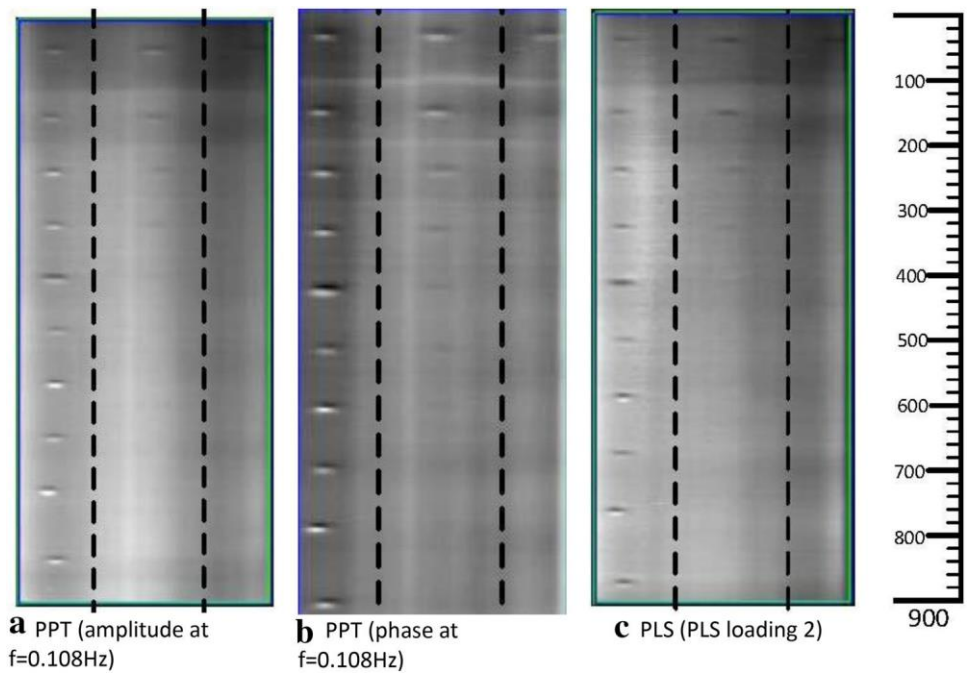 100
200
300
400
500
600
700
800
900
a PPT (amplitude at
f=0.108Hz)
b PPT (phase at
f=0.108Hz)
c PLS (PLS loading 2)